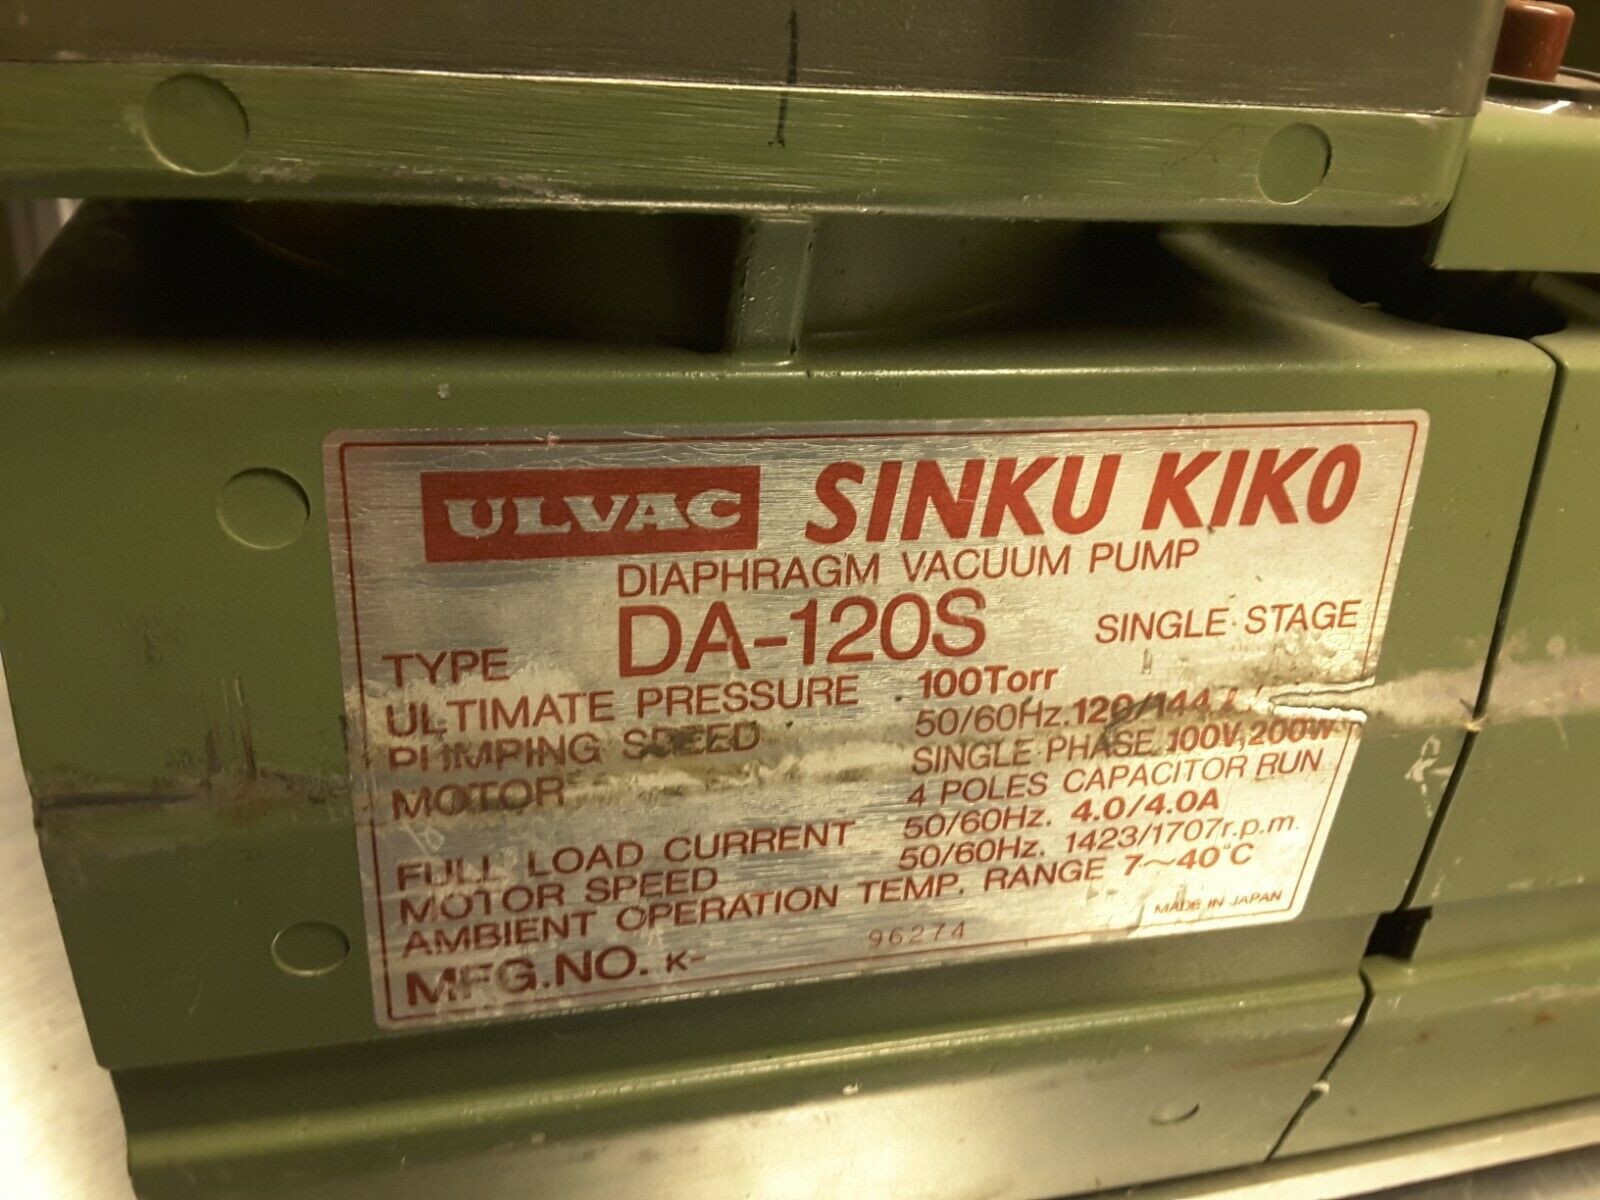 ULVAC SINKU KIKO
DIAPHRAGM VACUUM PUMP
TYPE DA-120S SINGLE STAGE
ULTIMATE PRESSURE 100Torr
PUMPING SPEED 50/60Hz. 120/144
MOTOR SINGLE PHASE 100V, 200W
4 POLES CAPACITOR RUN
FULL LOAD CURRENT 50/60Hz. 4.0/4.0A
MOTOR SPEED 50/60Hz. 1423/1707r.p.m.
AMBIENT OPERATION TEMP. RANGE 7~40°C
MFG.NO. K- 96274
MADE IN JAPAN